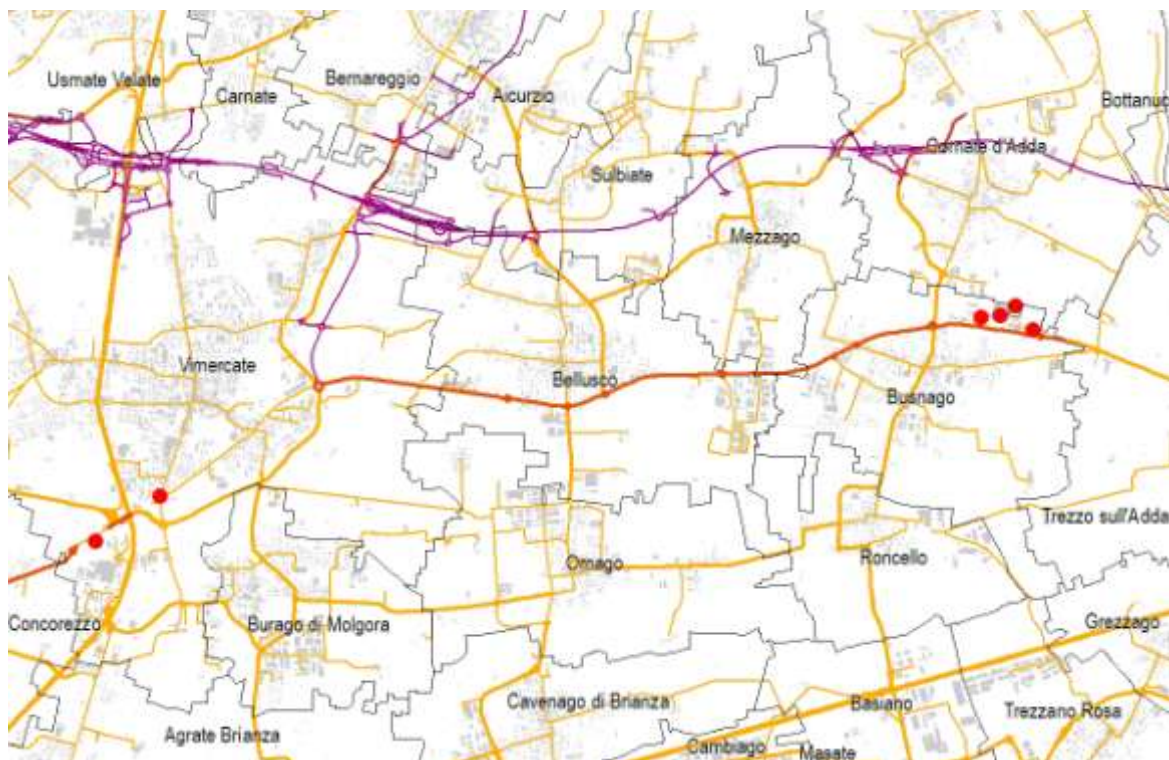 Usmate Velate
Carnate
Bernareggio
Aicurzio
Bottanuc
Cornate d'Adda
Sulbiate
Mezzago
Vimercate
Bellusco
Busnago
Trezzo sull'Adda
Ornago
Roncello
Concorezzo
Burago di Molgora
Grezzago
Cavenago di Brianza
Basiano
Trezzano Rosa
Agrate Brianza
Cambiago
Masate